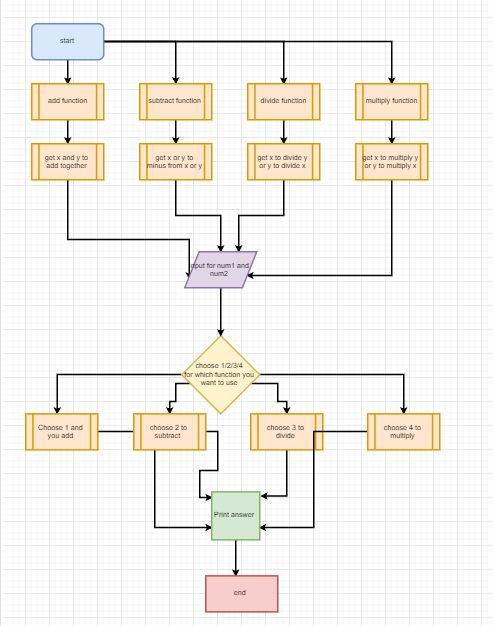 start
add function
subtract function
divide function
multiply function
get x and y to
add together
get x or y to
minus from x or y
get x to divide y
or y to divide x
get x to multiply y
or y to multiply x
input for num1 and
num2
choose 1/2/3/4
for which function you
want to use
Choose 1 and
you add
choose 2 to
subtract
choose 3 to
divide
choose 4 to
multiply
Print answer
end